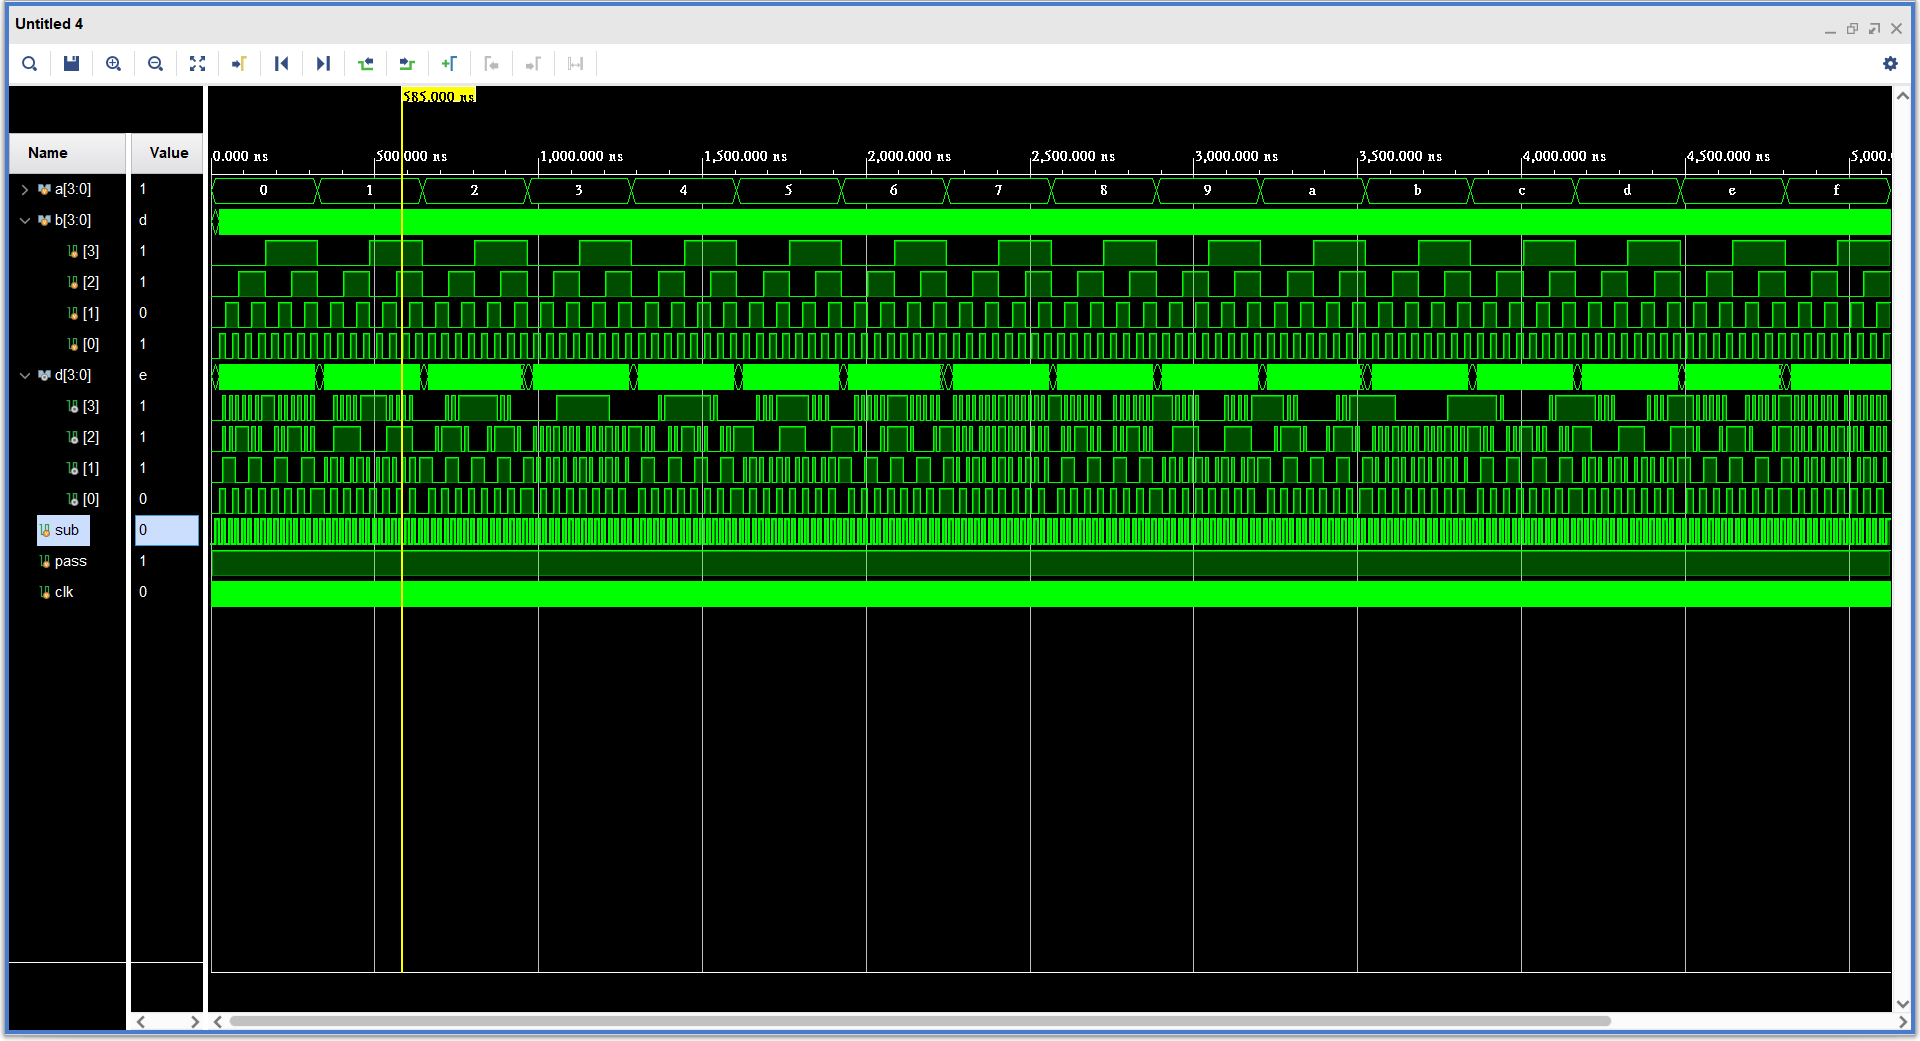 Untitled 4
585.000 ns
Name Value
0.000 ns 500.000 ns 1,000.000 ns 1,500.000 ns 2,000.000 ns 2,500.000 ns 3,000.000 ns 3,500.000 ns 4,000.000 ns 4,500.000 ns 5,000.
a[3:0] 1 0 1 2 3 4 5 6 7 8 9 a b c d e f
b[3:0] d
[3] 1
[2] 1
[1] 0
[0] 1
d[3:0] e
[3] 1
[2] 1
[1] 1
[0] 0
sub 0
pass 1
clk 0